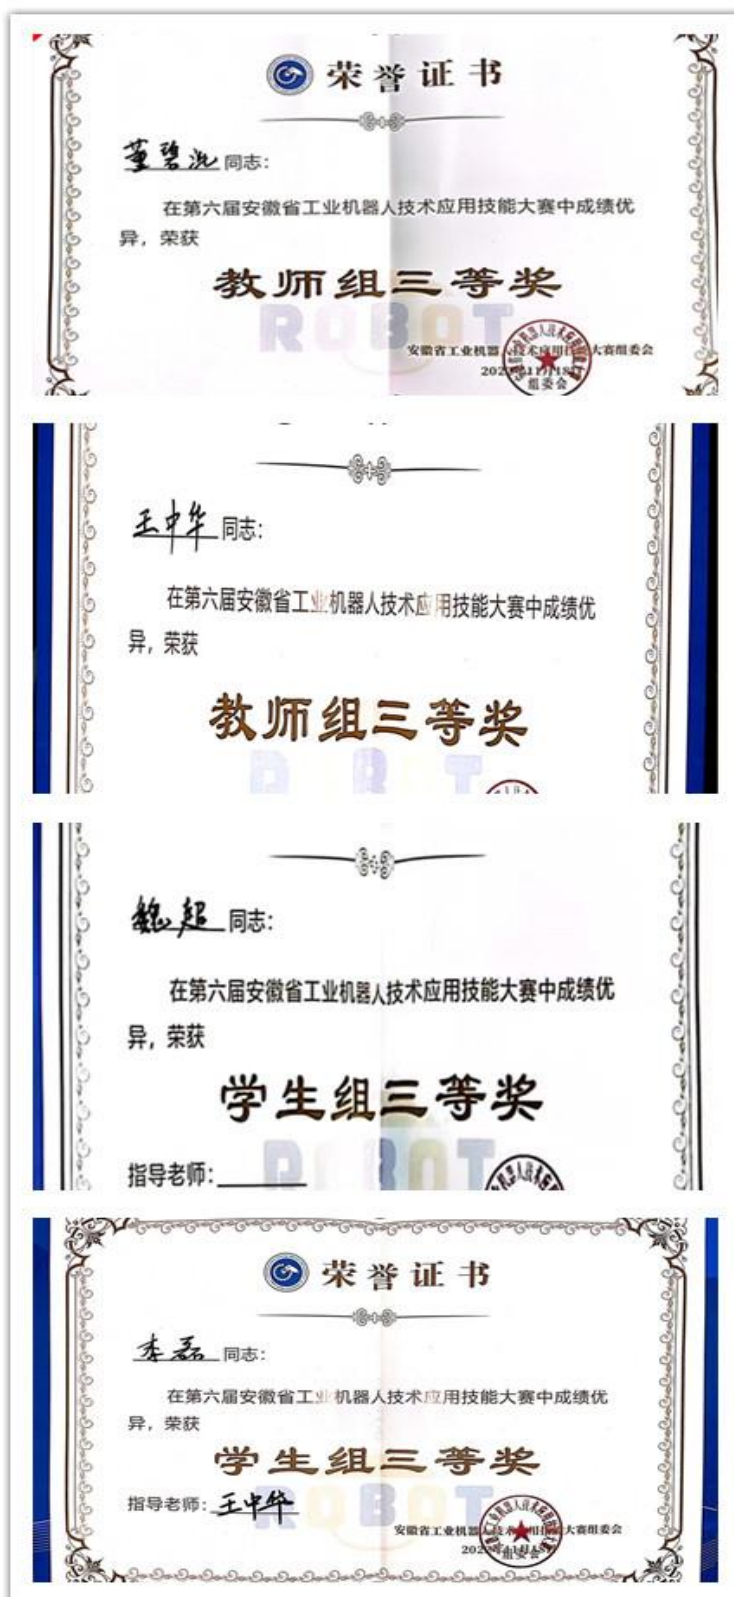 荣誉证书
同志:
在第六届安徽省工业机器人技术应用技能大赛中成绩优
异，荣获
教师组三等奖
ROBOT
安徽省工业机器人技术应用技能大赛组委会
组委会
王中华同志:
在第六届安徽省工业机器人技术应用技能大赛中成绩优
异，荣获
教师组三等奖
魏超同志:
在第六届安徽省工业机器人技术应用技能大赛中成绩优
异，荣获
学生组三等奖
指导老师:
荣誉证书
李磊同志:
在第六届安徽省工业机器人技术应用技能大赛中成绩优
异，荣获
学生组三等奖
指导老师: 王中华
ROBOT
安徽省工业机器人技术应用技能大赛组委会
组委会